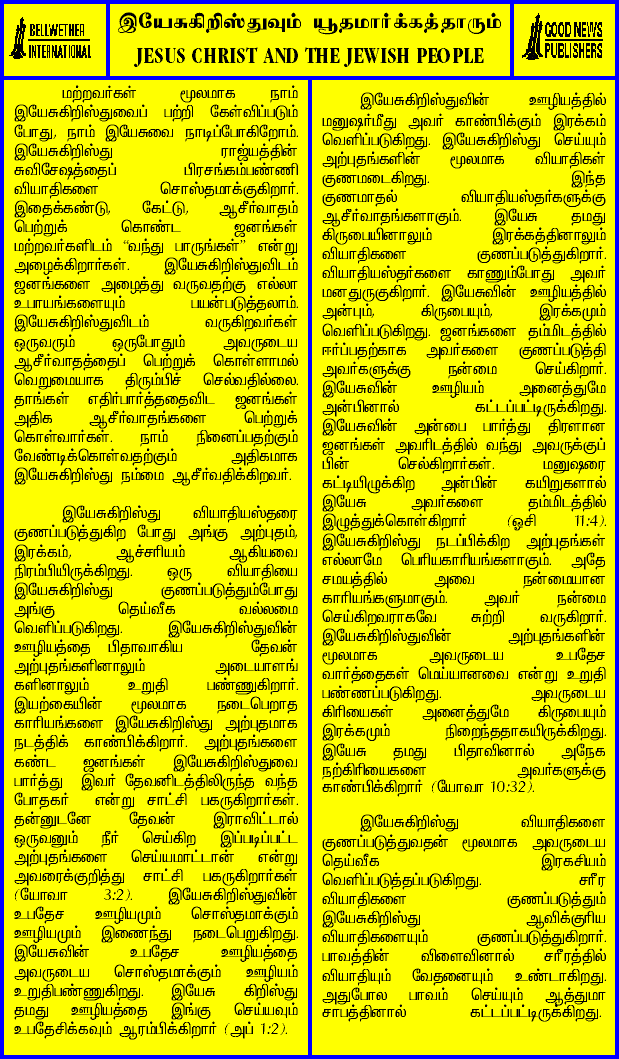 BELLWETHER
INTERNATIONAL
இயேசுகிறிஸ்துவும் யூதமார்க்கத்தாரும்
JESUS CHRIST AND THE JEWISH PEOPLE
GOOD NEWS
PUBLISHERS
மற்றவர்கள் மூலமாக நாம்
இயேசுகிறிஸ்துவைப் பற்றி கேள்விப்படும்
போது, நாம் இயேசுவை நாடிப்போகிறோம்.
இயேசுகிறிஸ்து ராஜ்யத்தின்
சுவிசேஷத்தைப் பிரசங்கம்பண்ணி
வியாதிகளை சொஸ்தமாக்குகிறார்.
இதைக்கண்டு, கேட்டு, ஆசீர்வாதம்
பெற்றுக் கொண்ட ஜனங்கள்
மற்றவர்களிடம் “வந்து பாருங்கள்” என்று
அழைக்கிறார்கள். இயேசுகிறிஸ்துவிடம்
ஜனங்களை அழைத்து வருவதற்கு எல்லா
உபாயங்களையும் பயன்படுத்தலாம்.
இயேசுகிறிஸ்துவிடம் வருகிறவர்கள்
ஒருவரும் ஒருபோதும் அவருடைய
ஆசீர்வாதத்தைப் பெற்றுக் கொள்ளாமல்
வெறுமையாக திரும்பிச் செல்வதில்லை.
தாங்கள் எதிர்பார்த்ததைவிட ஜனங்கள்
அதிக ஆசீர்வாதங்களை பெற்றுக்
கொள்வார்கள். நாம் நினைப்பதற்கும்
வேண்டிக்கொள்வதற்கும் அதிகமாக
இயேசுகிறிஸ்து நம்மை ஆசீர்வதிக்கிறவர்.
இயேசுகிறிஸ்து வியாதியஸ்தரை
குணப்படுத்துகிற போது அங்கு அற்புதம்,
இரக்கம், ஆச்சரியம் ஆகியவை
நிரம்பியிருக்கிறது. ஒரு வியாதியை
இயேசுகிறிஸ்து குணப்படுத்தும்போது
அங்கு தெய்வீக வல்லமை
வெளிப்படுகிறது. இயேசுகிறிஸ்துவின்
ஊழியத்தை பிதாவாகிய தேவன்
அற்புதங்களினாலும் அடையாளங்
களினாலும் உறுதி பண்ணுகிறார்.
இயற்கையின் மூலமாக நடைபெறாத
காரியங்களை இயேசுகிறிஸ்து அற்புதமாக
நடத்திக் காண்பிக்கிறார். அற்புதங்களை
கண்ட ஜனங்கள் இயேசுகிறிஸ்துவை
பார்த்து இவர் தேவனிடத்திலிருந்த வந்த
போதகர் என்று சாட்சி பகருகிறார்கள்.
தன்னுடனே தேவன் இராவிட்டால்
ஒருவனும் நீர் செய்கிற இப்படிப்பட்ட
அற்புதங்களை செய்யமாட்டான் என்று
அவரைக்குறித்து சாட்சி பகருகிறார்கள்
(யோவா 3:2). இயேசுகிறிஸ்துவின்
உபதேச ஊழியமும் சொஸ்தமாக்கும்
ஊழியமும் இணைந்து நடைபெறுகிறது.
இயேசுவின் உபதேச ஊழியத்தை
அவருடைய சொஸ்தமாக்கும் ஊழியம்
உறுதிபண்ணுகிறது. இயேசு கிறிஸ்து
தமது ஊழியத்தை இங்கு செய்யவும்
உபதேசிக்கவும் ஆரம்பிக்கிறார் (அப் 1:2).
இயேசுகிறிஸ்துவின் ஊழியத்தில்
மனுஷர்மீது அவர் காண்பிக்கும் இரக்கம்
வெளிப்படுகிறது. இயேசுகிறிஸ்து செய்யும்
அற்புதங்களின் மூலமாக வியாதிகள்
குணமடைகிறது. இந்த
குணமாதல் வியாதியஸ்தர்களுக்கு
ஆசீர்வாதங்களாகும். இயேசு தமது
கிருபையினாலும் இரக்கத்தினாலும்
வியாதிகளை குணப்படுத்துகிறார்.
வியாதியஸ்தர்களை காணும்போது அவர்
மனதுருகுகிறார். இயேசுவின் ஊழியத்தில்
அன்பும், கிருபையும், இரக்கமும்
வெளிப்படுகிறது. ஜனங்களை தம்மிடத்தில்
ஈர்ப்பதற்காக அவர்களை குணப்படுத்தி
அவர்களுக்கு நன்மை செய்கிறார்.
இயேசுவின் ஊழியம் அனைத்துமே
அன்பினால் கட்டப்பட்டிருக்கிறது.
இயேசுவின் அன்பை பார்த்து திரளான
ஜனங்கள் அவரிடத்தில் வந்து அவருக்குப்
பின் செல்கிறார்கள். மனுஷரை
கட்டியிழுக்கிற அன்பின் கயிறுகளால்
இயேசு அவர்களை தம்மிடத்தில்
இழுத்துக்கொள்கிறார் (ஓசி 11:4).
இயேசுகிறிஸ்து நடப்பிக்கிற அற்புதங்கள்
எல்லாமே பெரியகாரியங்களாகும். அதே
சமயத்தில் அவை நன்மையான
காரியங்களுமாகும். அவர் நன்மை
செய்கிறவராகவே சுற்றி வருகிறார்.
இயேசுகிறிஸ்துவின் அற்புதங்களின்
மூலமாக அவருடைய உபதேச
வார்த்தைகள் மெய்யானவை என்று உறுதி
பண்ணப்படுகிறது. அவருடைய
கிரியைகள் அனைத்துமே கிருபையும்
இரக்கமும் நிறைந்ததாகயிருக்கிறது.
இயேசு தமது பிதாவினால் அநேக
நற்கிரியைகளை அவர்களுக்கு
காண்பிக்கிறார் (யோவா 10:32).
இயேசுகிறிஸ்து வியாதிகளை
குணப்படுத்துவதன் மூலமாக அவருடைய
தெய்வீக இரகசியம்
வெளிப்படுத்தப்படுகிறது. சரீர
வியாதிகளை குணப்படுத்தும்
இயேசுகிறிஸ்து ஆவிக்குரிய
வியாதிகளையும் குணப்படுத்துகிறார்.
பாவத்தின் விளைவினால் சரீரத்தில்
வியாதியும் வேதனையும் உண்டாகிறது.
அதுபோல பாவம் செய்யும் ஆத்துமா
சாபத்தினால் கட்டப்பட்டிருக்கிறது.